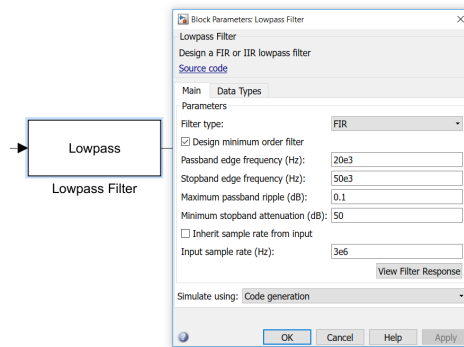 Block Parameters: Lowpass Filter
Lowpass Filter
Design a FIR or IIR lowpass filter
Source code
Main Data Types
Parameters
Filter type: FIR
Design minimum order filter
Passband edge frequency (Hz): 20e3
Stopband edge frequency (Hz): 50e3
Maximum passband ripple (dB): 0.1
Minimum stopband attenuation (dB): 50
Inherit sample rate from input
Input sample rate (Hz): 3e6
View Filter Response
Simulate using: Code generation
OK Cancel Help Apply
Lowpass
Lowpass Filter